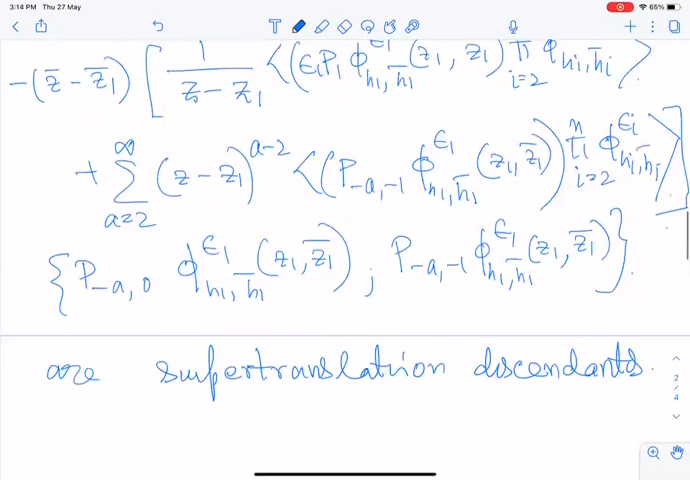 3:14 PM Thu 27 May
65%
T
-(z̄ - z̄₁) [ 1/(z - z₁) <(ε₁P₁ ϕ^{ε₁}_{h₁,h̄₁}(z₁, z₁) ∏_{i=2} ϕ_{hᵢ,h̄ᵢ} >
+ ∑_{a=2}^{∞} (z - z₁)^{a-2} <(P_{-a,-1} ϕ^{ε₁}_{h₁,h̄₁}(z₁, z̄₁)) ∏_{i=2}^{n} ϕ^{εᵢ}_{hᵢ,h̄ᵢ} > ]
{ P_{-a,0} ϕ^{ε₁}_{h₁,h̄₁}(z₁, z̄₁) ; P_{-a,-1} ϕ^{ε₁}_{h₁,h̄₁}(z₁, z̄₁) }
are supertranslation discendants.
2
/
4